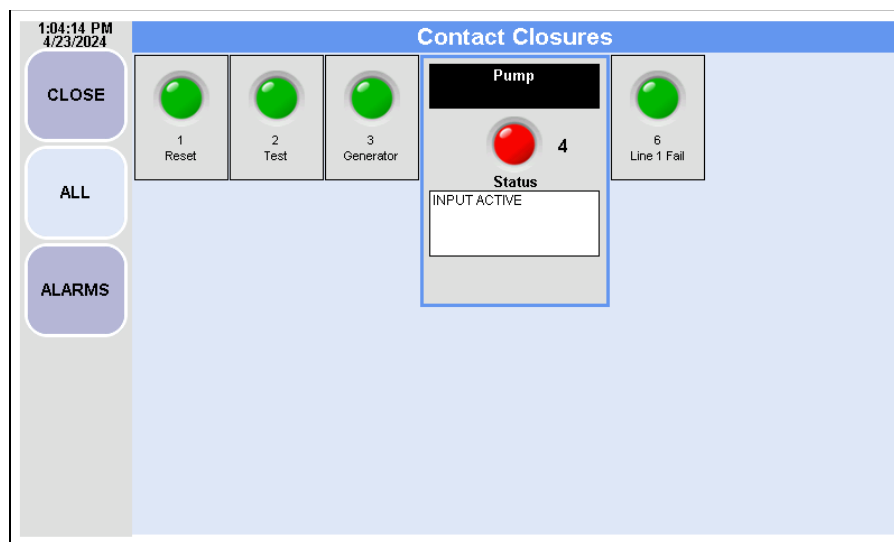 1:04:14 PM
4/23/2024
Contact Closures
CLOSE
ALL
ALARMS
1
Reset
2
Test
3
Generator
Pump
4
Status
INPUT ACTIVE
6
Line 1 Fail